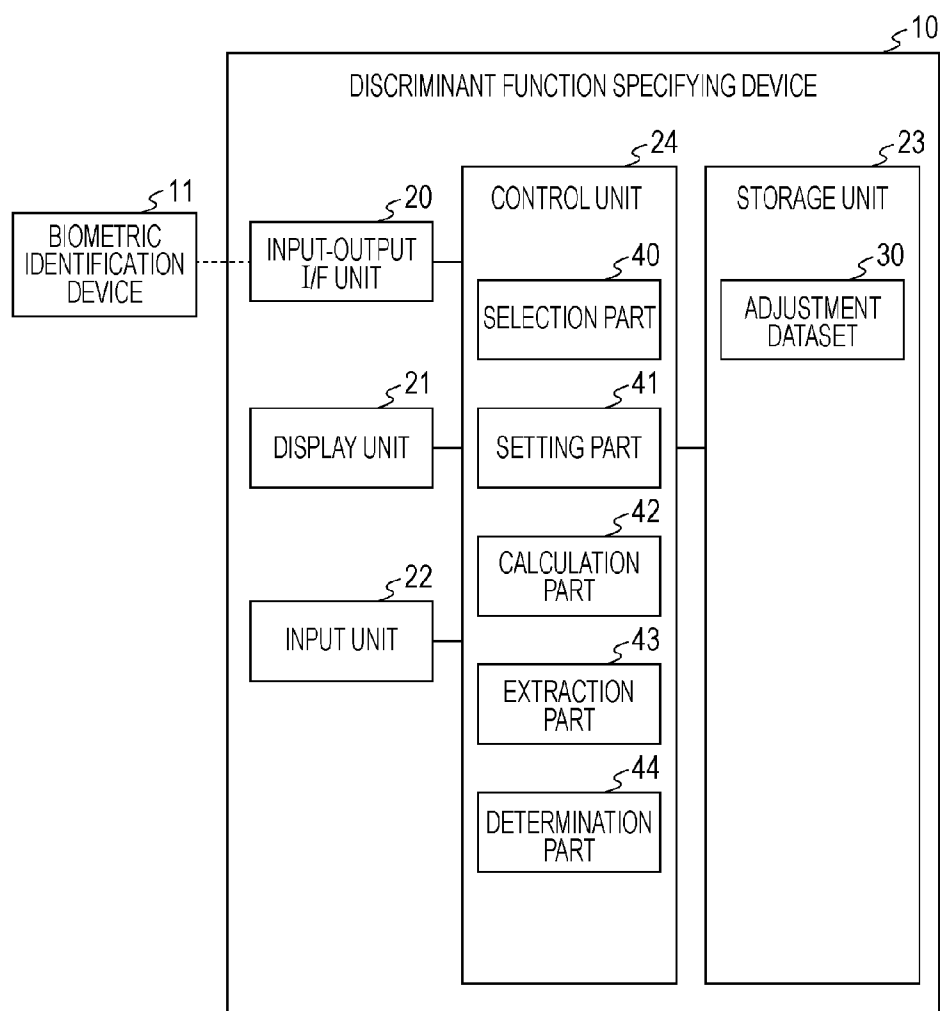 10
DISCRIMINANT FUNCTION SPECIFYING DEVICE
11
BIOMETRIC
IDENTIFICATION
DEVICE
20
INPUT-OUTPUT
I/F UNIT
21
DISPLAY UNIT
22
INPUT UNIT
24
CONTROL UNIT
40
SELECTION PART
41
SETTING PART
42
CALCULATION
PART
43
EXTRACTION
PART
44
DETERMINATION
PART
23
STORAGE UNIT
30
ADJUSTMENT
DATASET